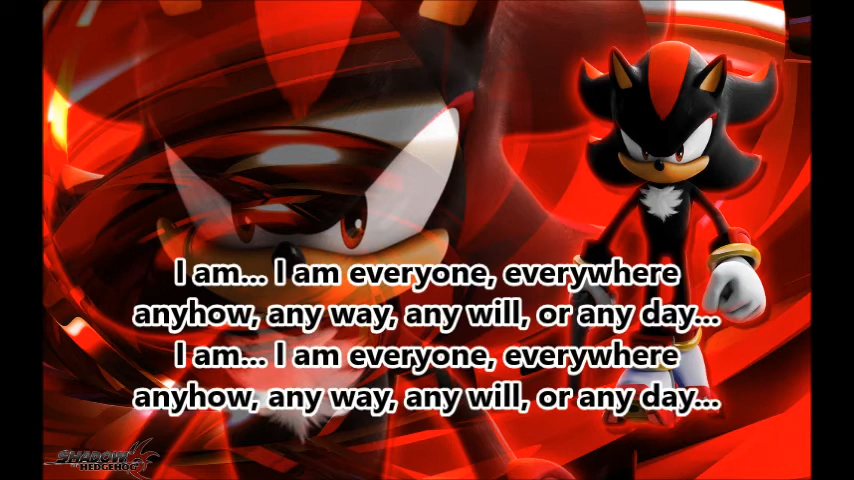 I am... I am everyone, everywhere
anyhow, any way, any will, or any day...
I am... I am everyone, everywhere
anyhow, any way, any will, or any day...
SHADOW
THE HEDGEHOG